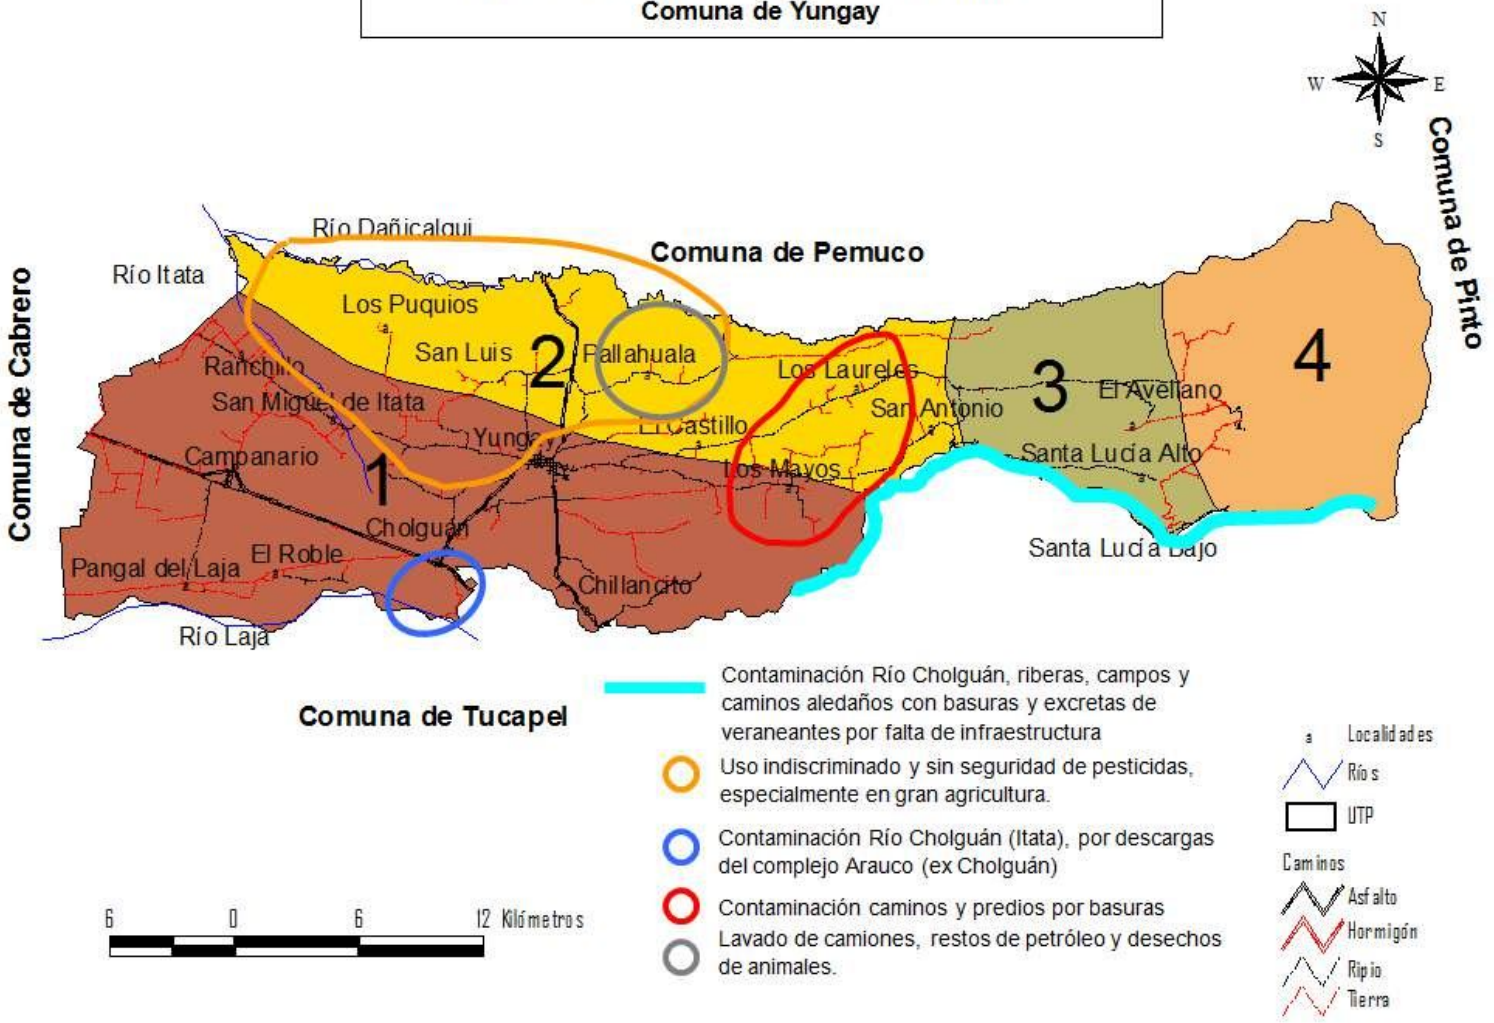 Comuna de Yungay
N
W
E
S
Comuna de Pinto
Río Dañicalqui
Comuna de Pemuco
Río Itata
Comuna de Cabrero
Los Puquios
San Luis
2
Pallahuala
Ranchillo
Los Laureles
4
3
El Avellano
San Miguel de Itata
San Antonio
Yungay
El Castillo
Campanario
1
Los Mayos
Santa Lucía Alto
Cholguán
Santa Lucía Bajo
El Roble
Pangal del Laja
Chillancito
Río Laja
Comuna de Tucapel
Contaminación Río Cholguán, riberas, campos y
caminos aledaños con basuras y excretas de
veraneantes por falta de infraestructura
Uso indiscriminado y sin seguridad de pesticidas,
especialmente en gran agricultura.
Contaminación Río Cholguán (Itata), por descargas
del complejo Arauco (ex Cholguán)
Contaminación caminos y predios por basuras
Lavado de camiones, restos de petróleo y desechos
de animales.
a Localidades
Ríos
UTP
Caminos
Asfalto
Hormigón
Ripio
Tierra
6 0 6 12 Kilómetros